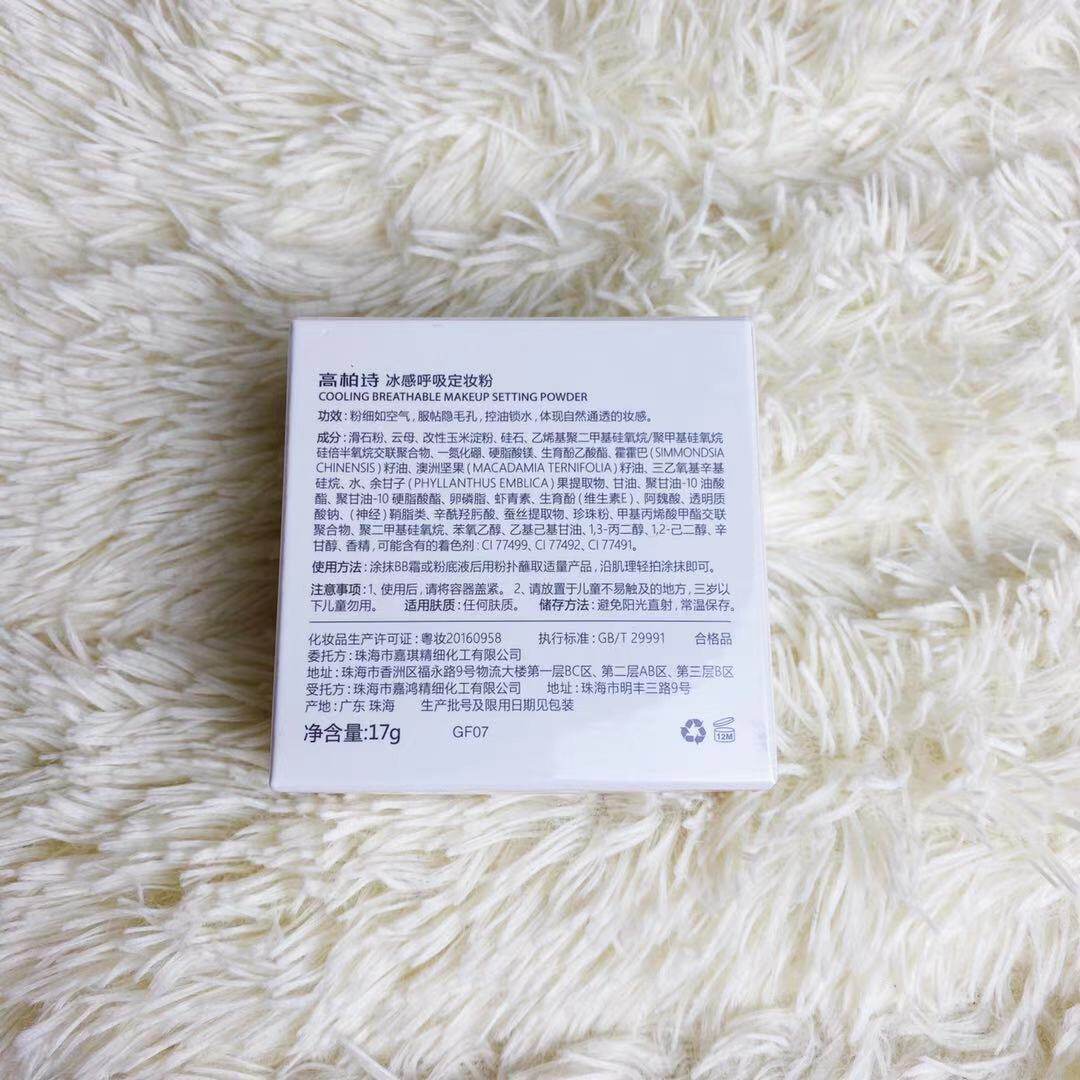 高柏诗 冰感呼吸定妆粉
COOLING BREATHABLE MAKEUP SETTING POWDER
功效:粉细如空气,服帖隐毛孔,控油锁水,体现自然通透的妆感。
成分:滑石粉、云母、改性玉米淀粉、硅石、乙烯基聚二甲基硅氧烷/聚甲基硅氧烷
硅倍半氧烷交联聚合物、一氮化硼、硬脂酸镁、生育酚乙酸酯、霍霍巴(SIMMONDSIA
CHINENSIS)籽油、澳洲坚果(MACADAMIA TERNIFOLIA)籽油、三乙氧基辛基
硅烷、水、余甘子(PHYLLANTHUS EMBLICA)果提取物、甘油、聚甘油-10 油酸
酯、聚甘油-10 硬脂酸酯、卵磷脂、虾青素、生育酚(维生素E)、阿魏酸、透明质
酸钠、(神经)鞘脂类、辛酰羟肟酸、蚕丝提取物、珍珠粉、甲基丙烯酸甲酯交联
聚合物、聚二甲基硅氧烷、苯氧乙醇、乙基己基甘油、1,3-丙二醇、1,2-己二醇、辛
甘醇、香精,可能含有的着色剂:CI 77499、CI 77492、CI 77491。
使用方法:涂抹BB霜或粉底液后用粉扑蘸取适量产品,沿肌理轻拍涂抹即可。
注意事项:1、使用后,请将容器盖紧。2、请放置于儿童不易触及的地方,三岁以
下儿童勿用。 适用肤质:任何肤质。 储存方法:避免阳光直射,常温保存。
化妆品生产许可证:粤妆20160958 执行标准:GB/T 29991 合格品
委托方:珠海市嘉琪精细化工有限公司
地址:珠海市香洲区福永路9号物流大楼第一层BC区、第二层AB区、第三层B区
受托方:珠海市嘉鸿精细化工有限公司 地址:珠海市明丰三路9号
产地:广东 珠海 生产批号及限用日期见包装
净含量:17g GF07 12M